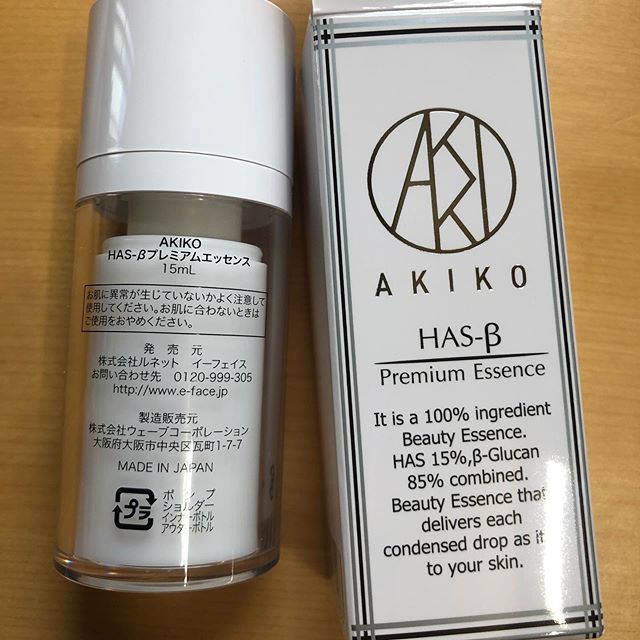 AKIKO
HAS-βプレミアムエッセンス
15mL
お肌に異常が生じていないかよく注意して
使用してください。お肌に合わないときは
ご使用をおやめください。
発売元
株式会社ルネット イーフェイス
お問い合わせ先 0120-999-305
http://www.e-face.jp
製造販売元
株式会社ウェーブコーポレーション
大阪府大阪市中央区瓦町1-7-7
MADE IN JAPAN
プラ
ポンプ
ショルダー
インナーボトル
アウターボトル
AKIKO
AKIKO
HAS-β
Premium Essence
It is a 100% ingredient
Beauty Essence.
HAS 15%,β-Glucan
85% combined.
Beauty Essence that
delivers each
condensed drop as it
to your skin.